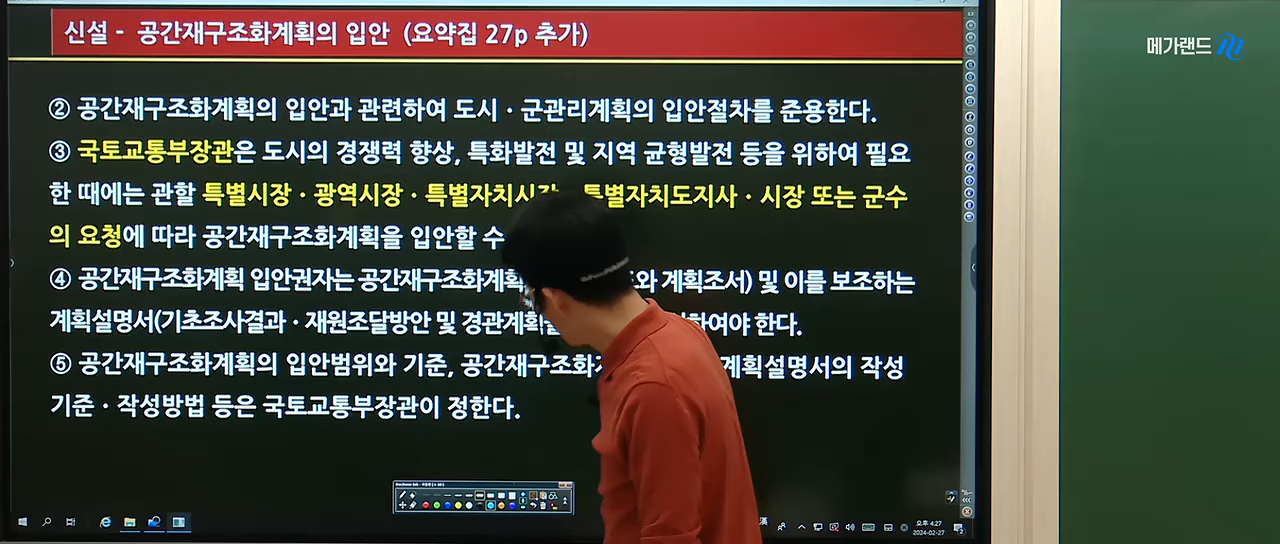 신설 - 공간재구조화계획의 입안 (요약집 27p 추가)
메가랜드
② 공간재구조화계획의 입안과 관련하여 도시 · 군관리계획의 입안절차를 준용한다.
③ 국토교통부장관은 도시의 경쟁력 향상, 특화발전 및 지역 균형발전 등을 위하여 필요
한 때에는 관할 특별시장 · 광역시장 · 특별자치시장 특별자치도지사 · 시장 또는 군수
의 요청에 따라 공간재구조화계획을 입안할 수
④ 공간재구조화계획 입안권자는 공간재구조화계획 계획조서) 및 이를 보조하는
계획설명서(기초조사결과 · 재원조달방안 및 경관계획을 하여야 한다.
⑤ 공간재구조화계획의 입안범위와 기준, 공간재구조화계 계획설명서의 작성
기준 · 작성방법 등은 국토교통부장관이 정한다.
오후 4:27
2024-02-27